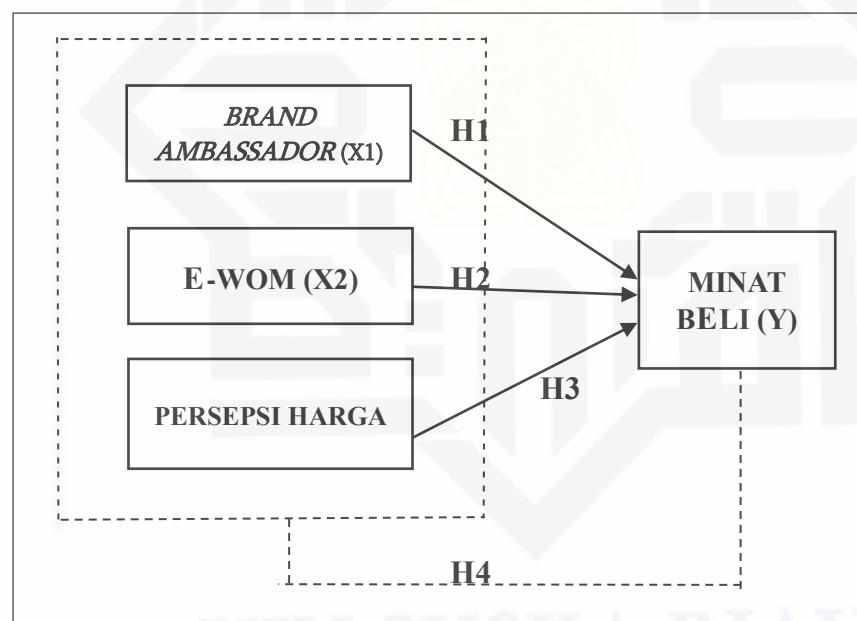 BRAND
AMBASSADOR (X1)
H1
E-WOM (X2)
H2
MINAT
BELI (Y)
PERSEPSI HARGA
H3
H4